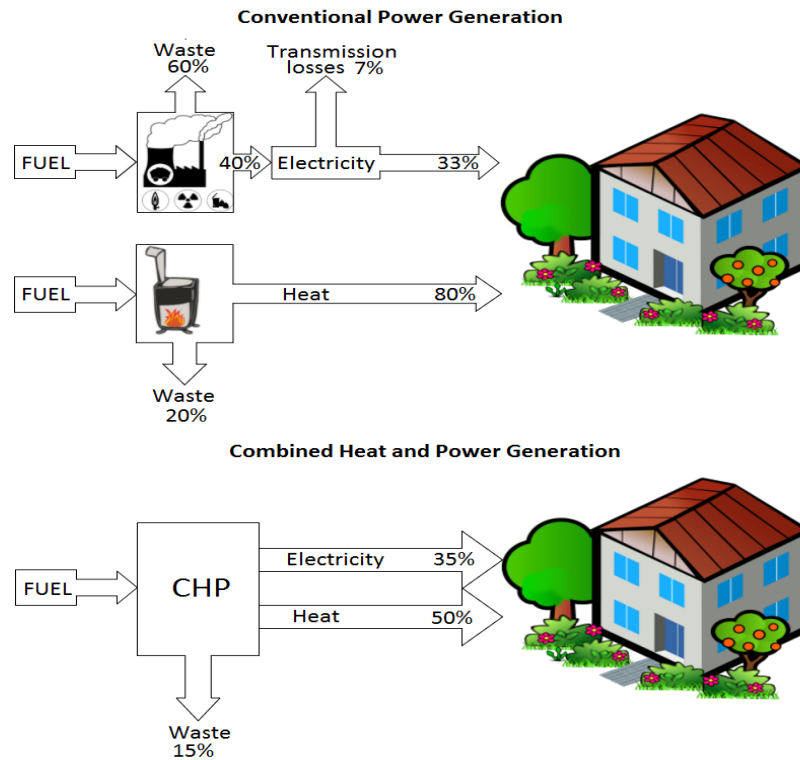 Conventional Power Generation
Waste
60%
Transmission
losses 7%
FUEL
40%
Electricity
33%
FUEL
Heat
80%
Waste
20%
Combined Heat and Power Generation
FUEL
CHP
Electricity
35%
Heat
50%
Waste
15%